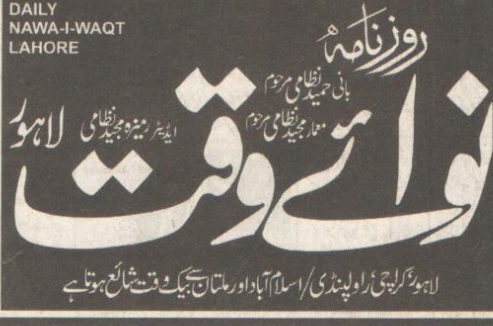 DAILY
NAWA-I-WAQT
LAHORE
روزنامہ
نوائے وقت
بانی حمید نظامی مرحوم
معمار مجید نظامی مرحوم
ایڈیٹر رمیزہ مجید نظامی
لاہور
لاہور، کراچی، راولپنڈی/اسلام آباد اور ملتان سے بیک وقت شائع ہوتا ہے